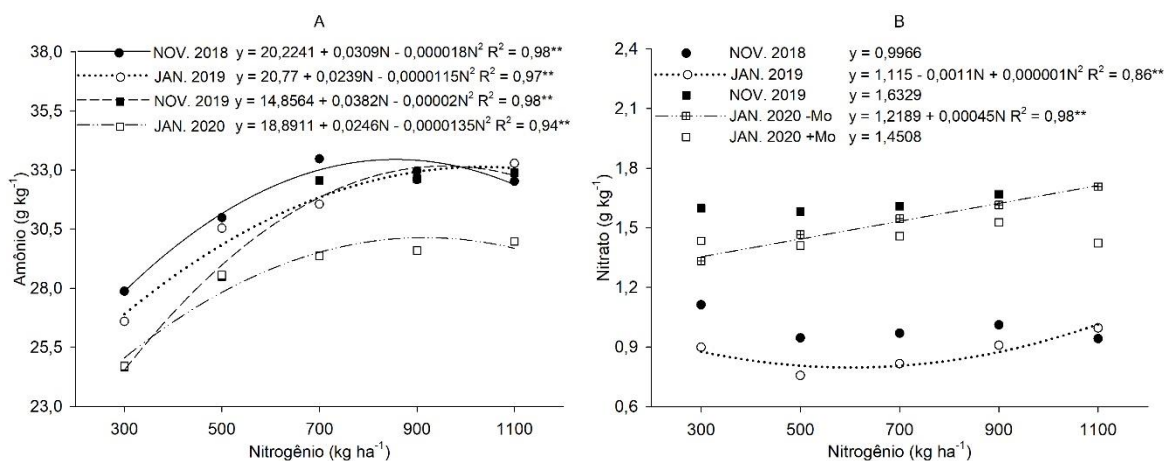 A
38,0
35,5
33,0
30,5
28,0
25,5
23,0
Amônio (g kg⁻¹)
NOV. 2018 y = 20,2241 + 0,0309N - 0,000018N² R² = 0,98**
JAN. 2019 y = 20,77 + 0,0239N - 0,0000115N² R² = 0,97**
NOV. 2019 y = 14,8564 + 0,0382N - 0,00002N² R² = 0,98**
JAN. 2020 y = 18,8911 + 0,0246N - 0,0000135N² R² = 0,94**
300 500 700 900 1100
Nitrogênio (kg ha⁻¹)
B
2,4
2,1
1,8
1,5
1,2
0,9
0,6
Nitrato (g kg⁻¹)
NOV. 2018 y = 0,9966
JAN. 2019 y = 1,115 - 0,0011N + 0,000001N² R² = 0,86**
NOV. 2019 y = 1,6329
JAN. 2020 -Mo y = 1,2189 + 0,00045N R² = 0,98**
JAN. 2020 +Mo y = 1,4508
300 500 700 900 1100
Nitrogênio (kg ha⁻¹)